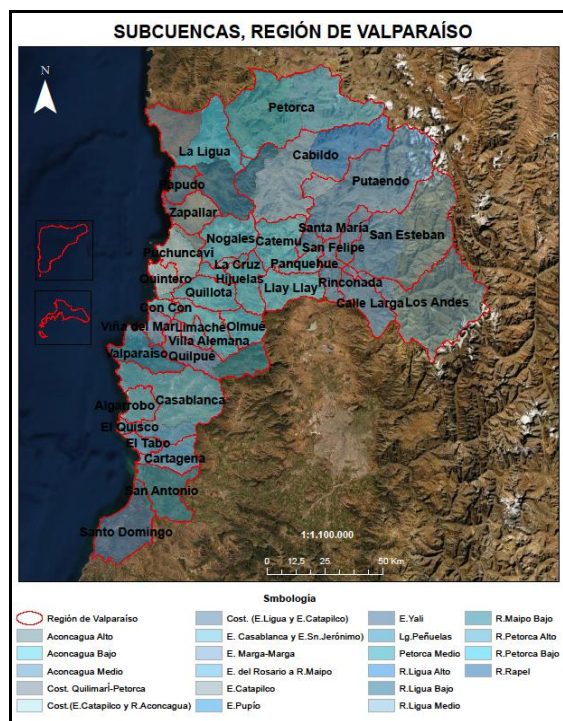 SUBCUENCAS, REGIÓN DE VALPARAÍSO
N
Petorca
La Ligua
Cabildo
Papudo
Putaendo
Zapallar
Santa María
Nogales
Catemu
San Esteban
San Felipe
Puchuncaví
La Cruz
Panquehue
Quintero
Hijuelas
Rinconada
Quillota
Llay Llay
Calle Larga
Los Andes
Con Con
Viña del Mar
Limache
Olmué
Villa Alemana
Valparaíso
Quilpué
Casablanca
Algarrobo
El Quisco
El Tabo
Cartagena
San Antonio
Santo Domingo
1:1.100.000
0 12,5 25 50 Km
Smbología
Región de Valparaíso
Aconcagua Alto
Aconcagua Bajo
Aconcagua Medio
Cost. Quilimarí-Petorca
Cost.(E.Catapilco y R.Aconcagua)
Cost. (E.Ligua y E.Catapilco)
E. Casablanca y E.Sn.Jerónimo)
E. Marga-Marga
E. del Rosario a R.Maipo
E.Catapilco
E.Pupío
E.Yali
Lg.Peñuelas
Petorca Medio
R.Ligua Alto
R.Ligua Bajo
R.Ligua Medio
R.Maipo Bajo
R.Petorca Alto
R.Petorca Bajo
R.Rapel